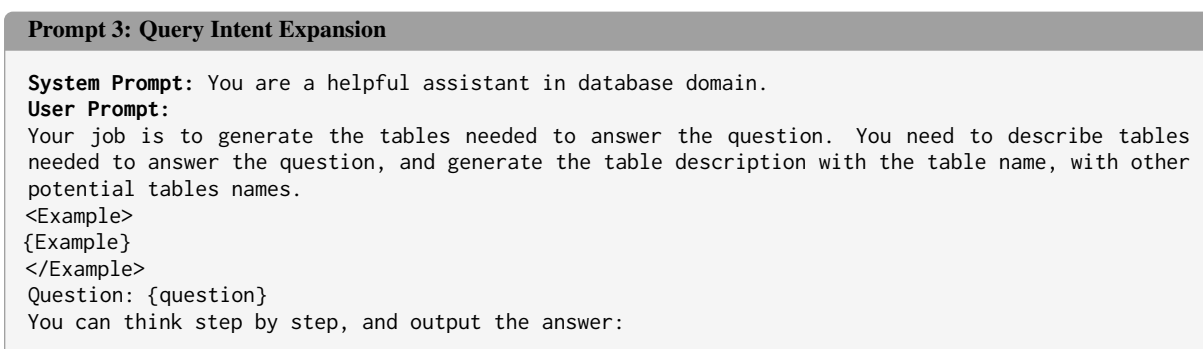 Prompt 3: Query Intent Expansion
System Prompt: You are a helpful assistant in database domain.
User Prompt:
Your job is to generate the tables needed to answer the question. You need to describe tables
needed to answer the question, and generate the table description with the table name, with other
potential tables names.
<Example>
{Example}
</Example>
Question: {question}
You can think step by step, and output the answer: